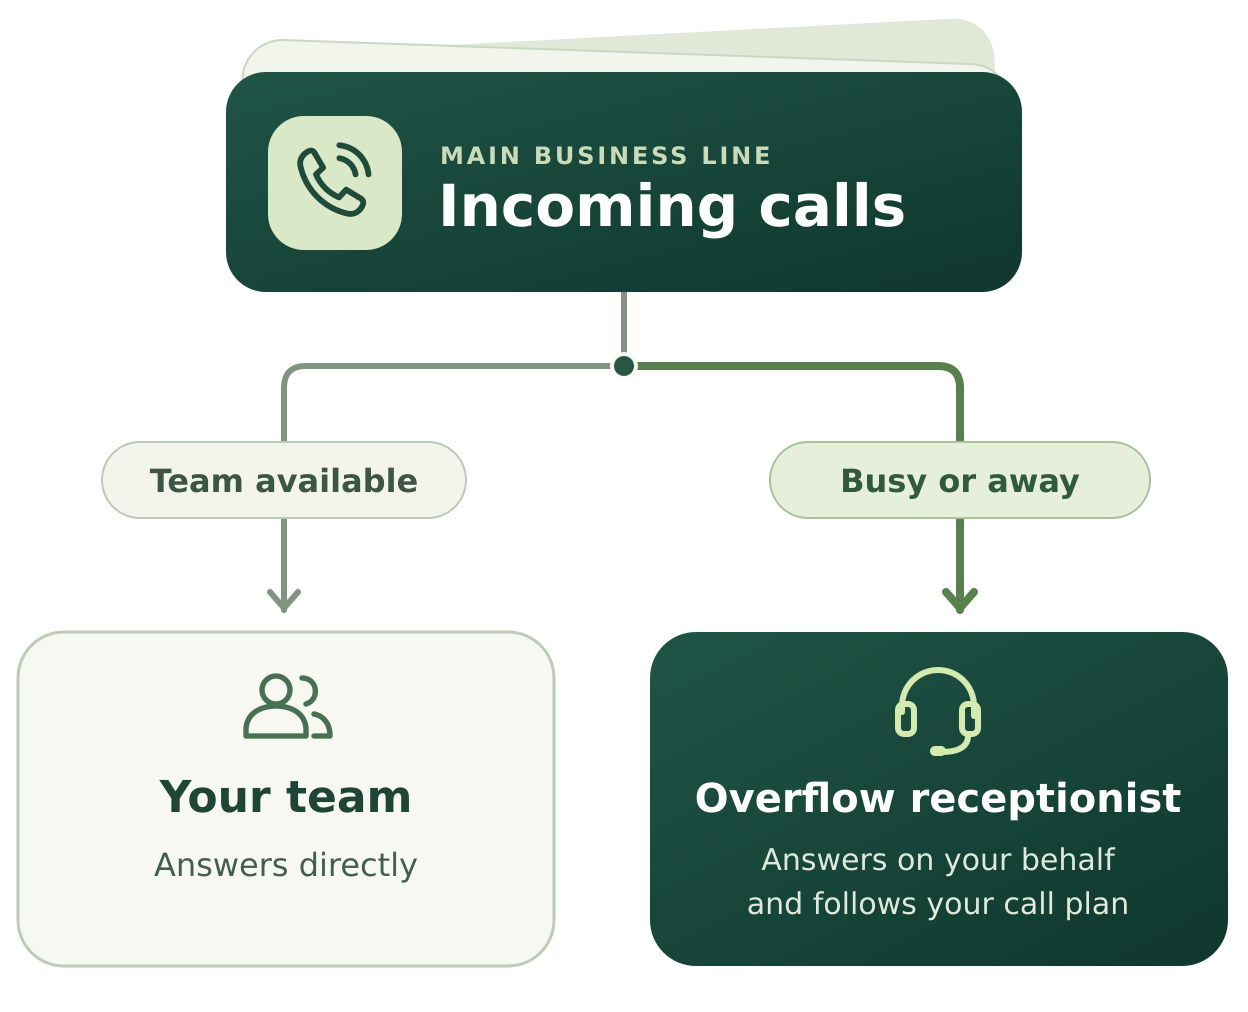 MAIN BUSINESS LINE
Incoming calls
Team available
Busy or away
Your team
Answers directly
Overflow receptionist
Answers on your behalf
and follows your call plan